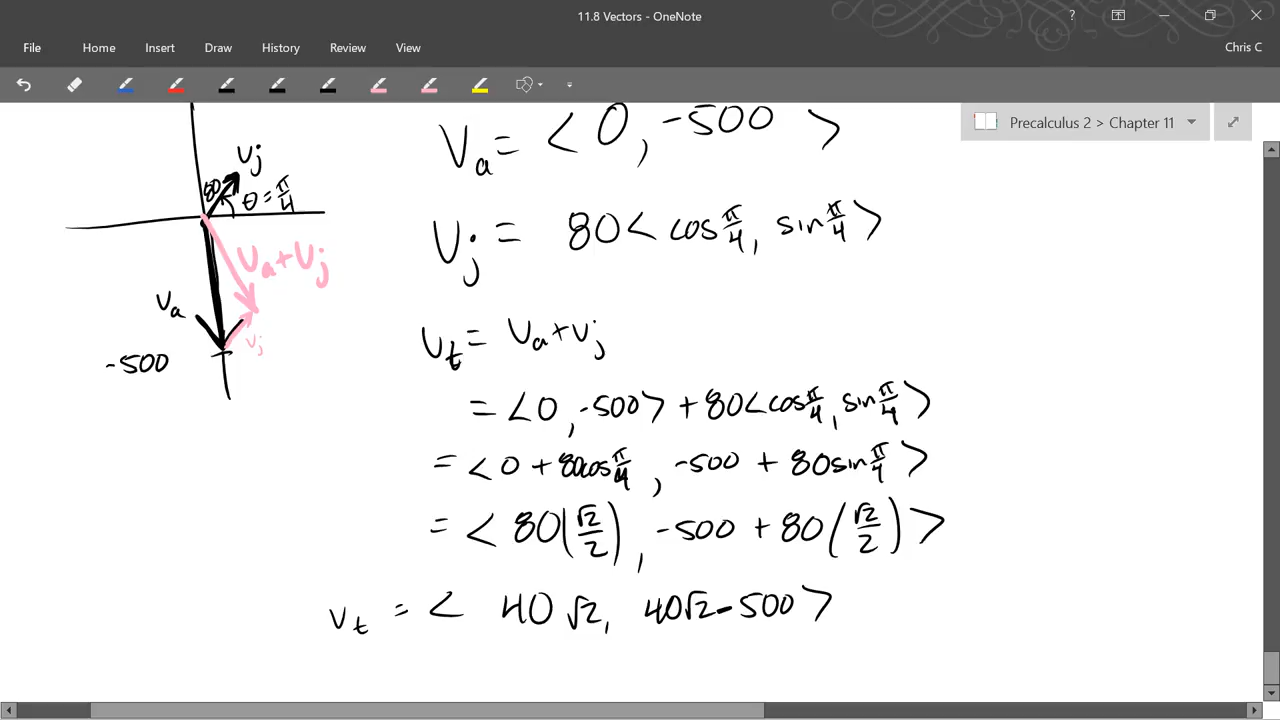 11.8 Vectors - OneNote
?
File Home Insert Draw History Review View
Chris C
Precalculus 2 > Chapter 11
Va = < 0, -500 >
Vj = 80< cos π/4, sin π/4 >
Vt = Va + Vj
= < 0, -500 > + 80< cos π/4, sin π/4 >
= < 0 + 80cos π/4, -500 + 80sin π/4 >
= < 80(√2/2), -500 + 80(√2/2) >
Vt = < 40√2, 40√2 - 500 >
Vj
80
θ = π/4
Va + Vj
Va
Vj
-500